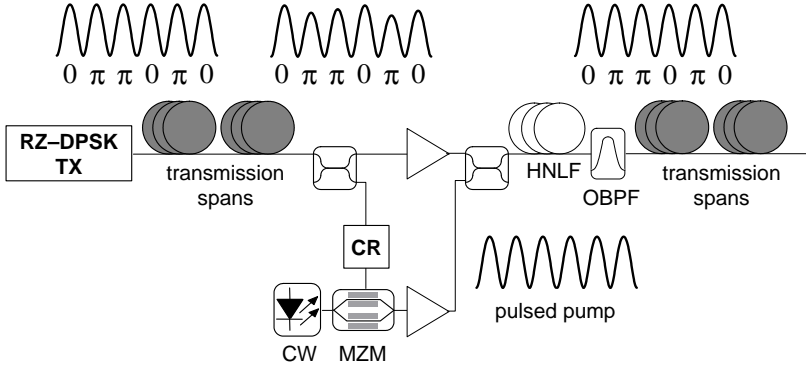 0 π π 0 π 0
0 π π 0 π 0
0 π π 0 π 0
RZ–DPSK
TX
transmission
spans
HNLF
OBPF
transmission
spans
CR
CW
MZM
pulsed pump